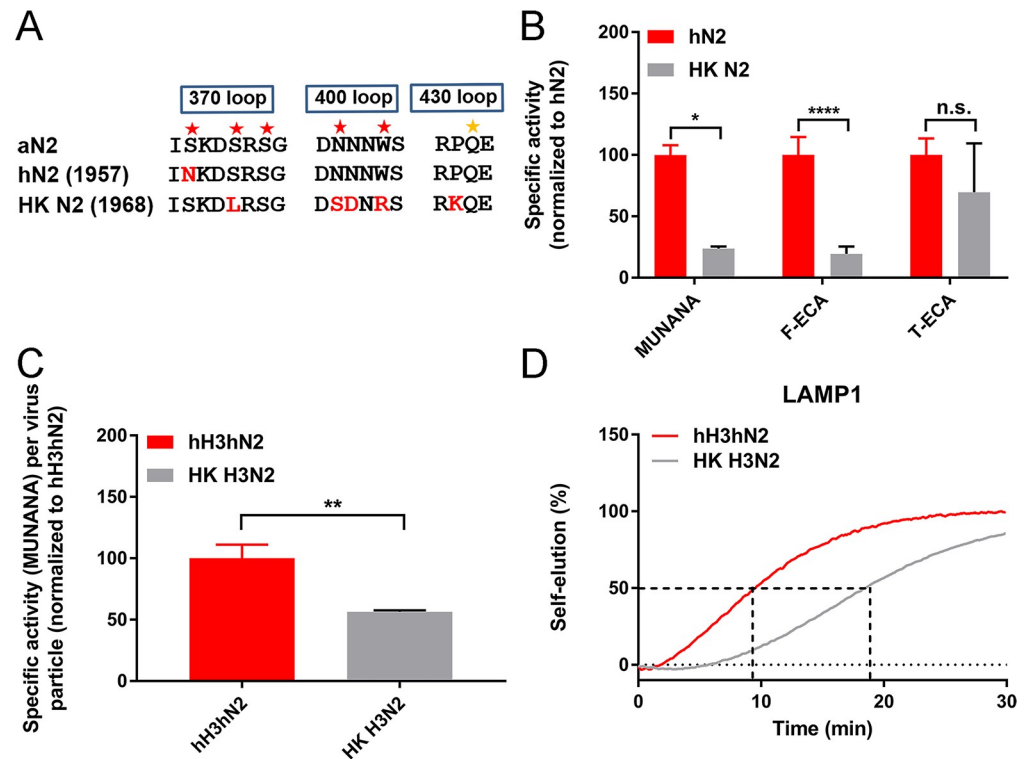 A
370 loop 400 loop 430 loop
aN2 ISKDSRSG DNNNWS RPQE
hN2 (1957) INKDSRSG DNNNWS RPQE
HK N2 (1968) ISKDLRSG DSDNRS RKQE
B
Specific activity
(normalized to hN2)
200
150
100
50
0
hN2
HK N2
*
****
n.s.
MUNANA
F-ECA
T-ECA
C
Specific activity (MUNANA) per virus
particle (normalized to hH3hN2)
200
150
100
50
0
hH3hN2
HK H3N2
**
hH3hN2
HK H3N2
D
LAMP1
Self-elution (%)
150
100
50
0
hH3hN2
HK H3N2
0 10 20 30
Time (min)